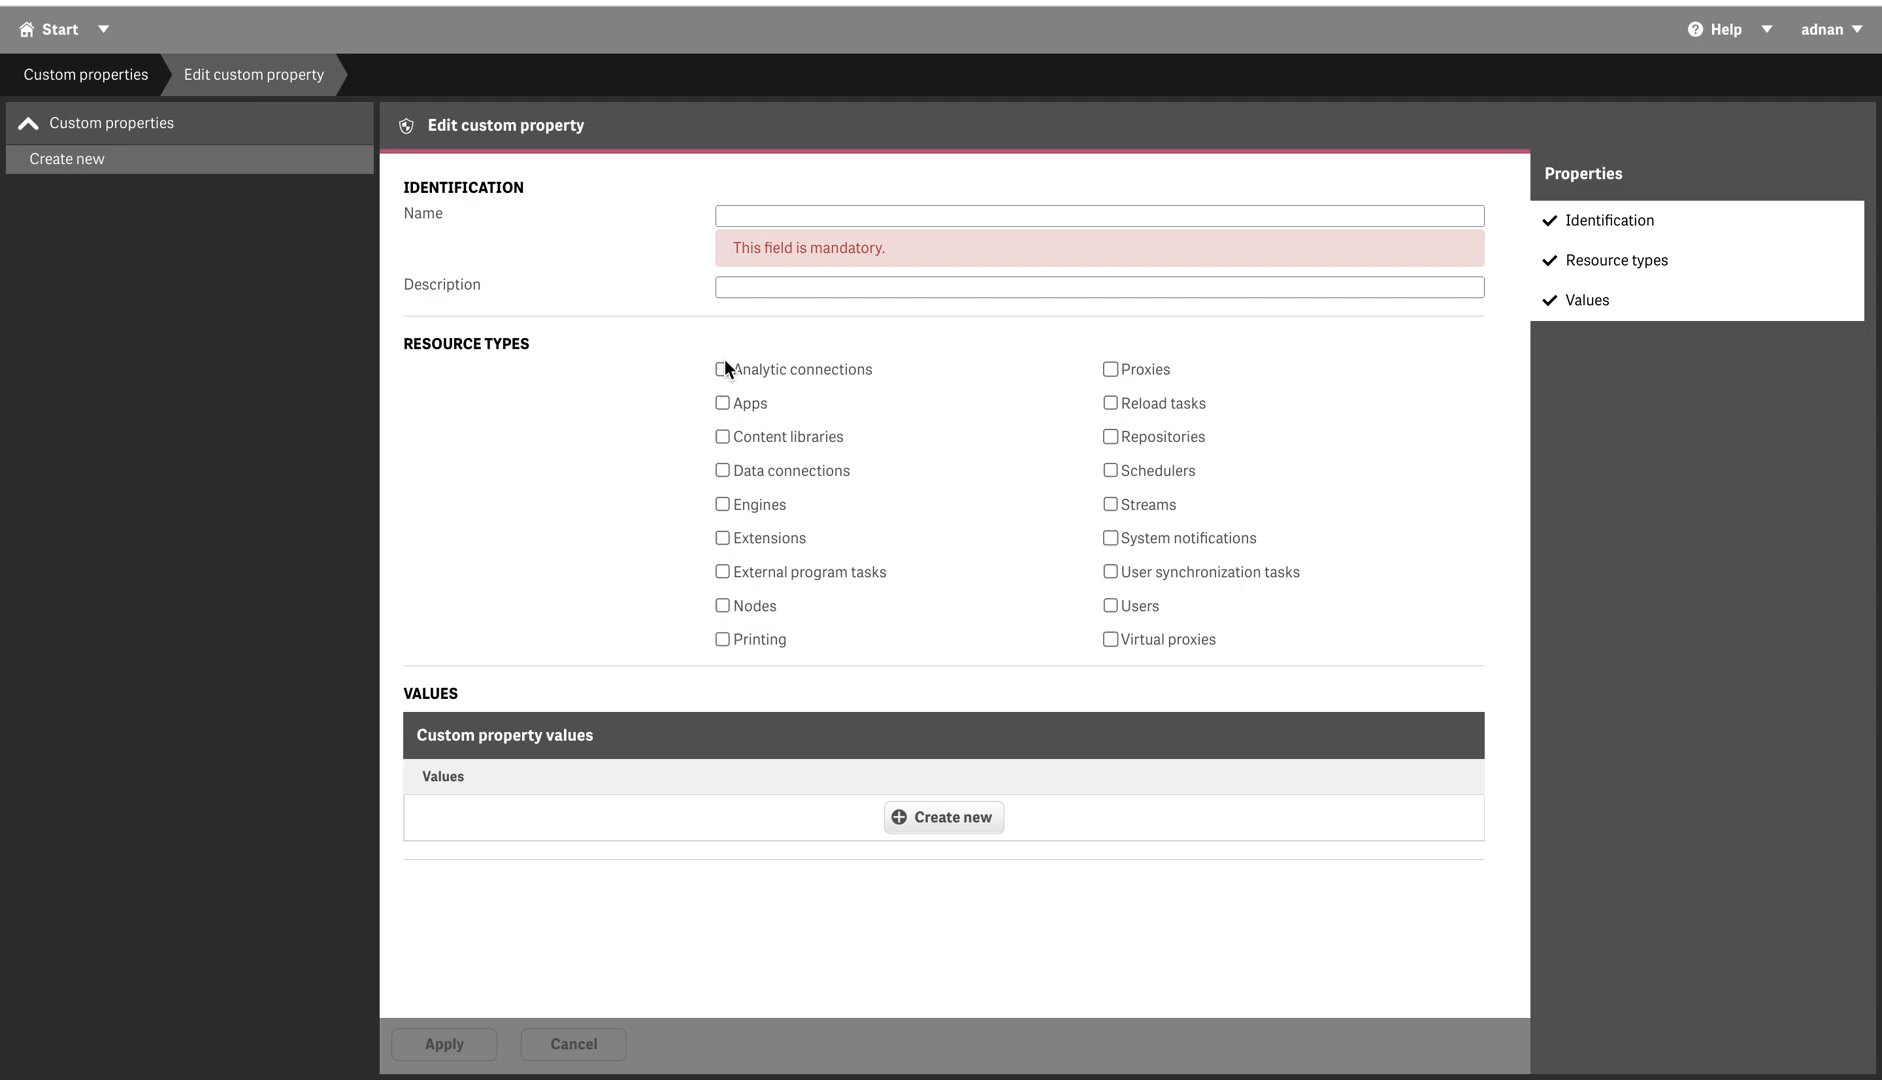 Start
Help
adnan
Custom properties
Edit custom property
Custom properties
Create new
Edit custom property
IDENTIFICATION
Name
This field is mandatory.
Description
RESOURCE TYPES
Analytic connections
Apps
Content libraries
Data connections
Engines
Extensions
External program tasks
Nodes
Printing
Proxies
Reload tasks
Repositories
Schedulers
Streams
System notifications
User synchronization tasks
Users
Virtual proxies
VALUES
Custom property values
Values
Create new
Apply
Cancel
Properties
Identification
Resource types
Values